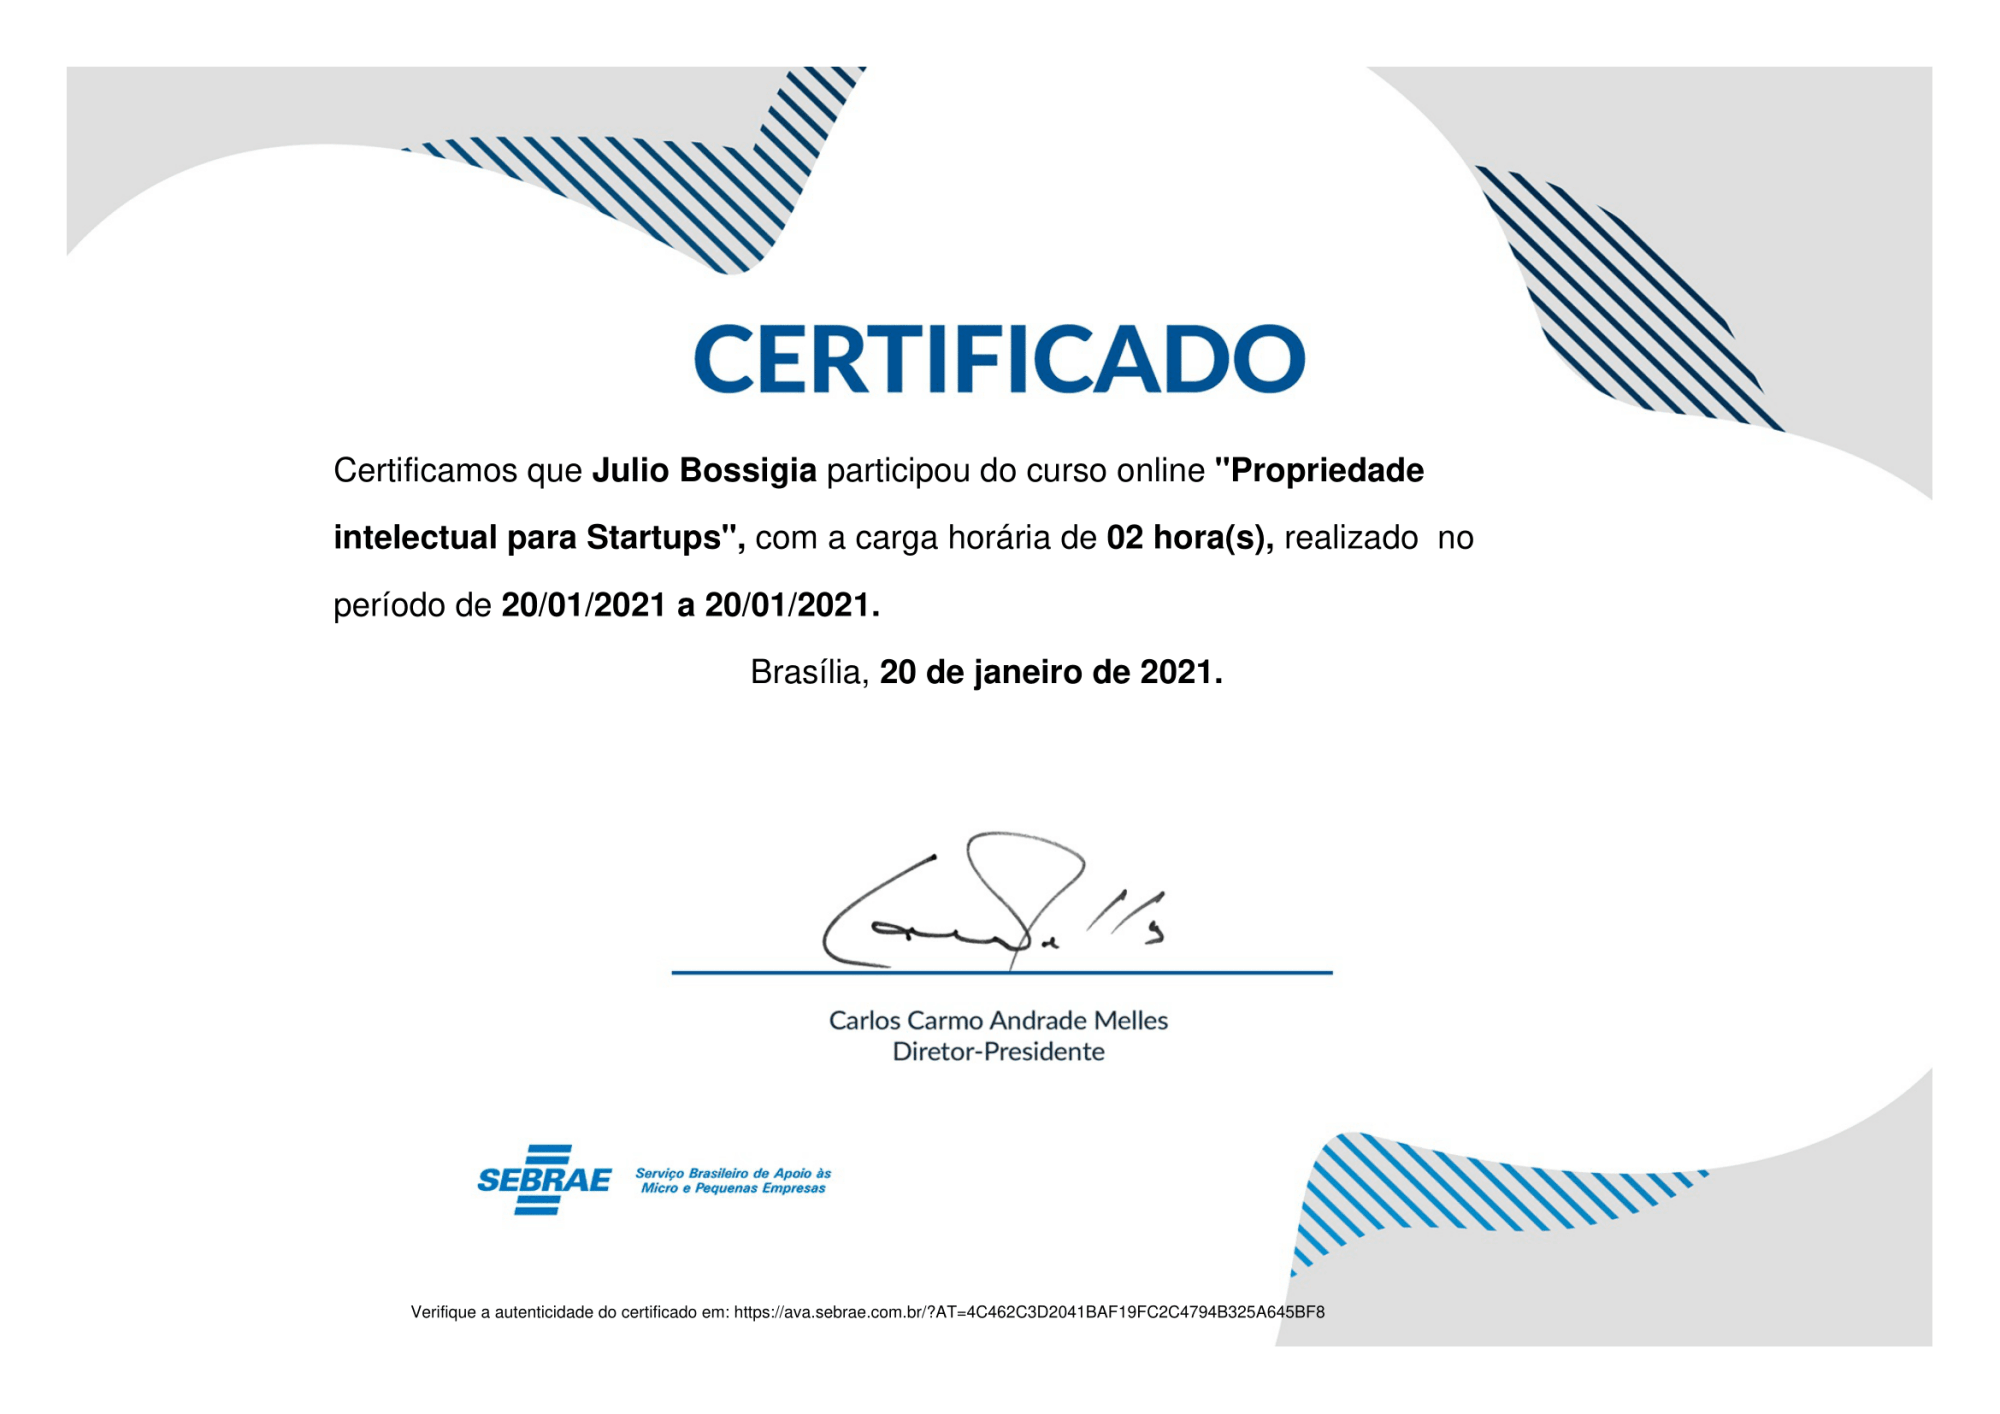 CERTIFICADO
Certificamos que Julio Bossigia participou do curso online "Propriedade
intelectual para Startups", com a carga horária de 02 hora(s), realizado  no
período de 20/01/2021 a 20/01/2021.
Brasília, 20 de janeiro de 2021.
Carlos Carmo Andrade Melles
Diretor-Presidente
SEBRAE
Serviço Brasileiro de Apoio às
Micro e Pequenas Empresas
Verifique a autenticidade do certificado em: https://ava.sebrae.com.br/?AT=4C462C3D2041BAF19FC2C4794B325A645BF8